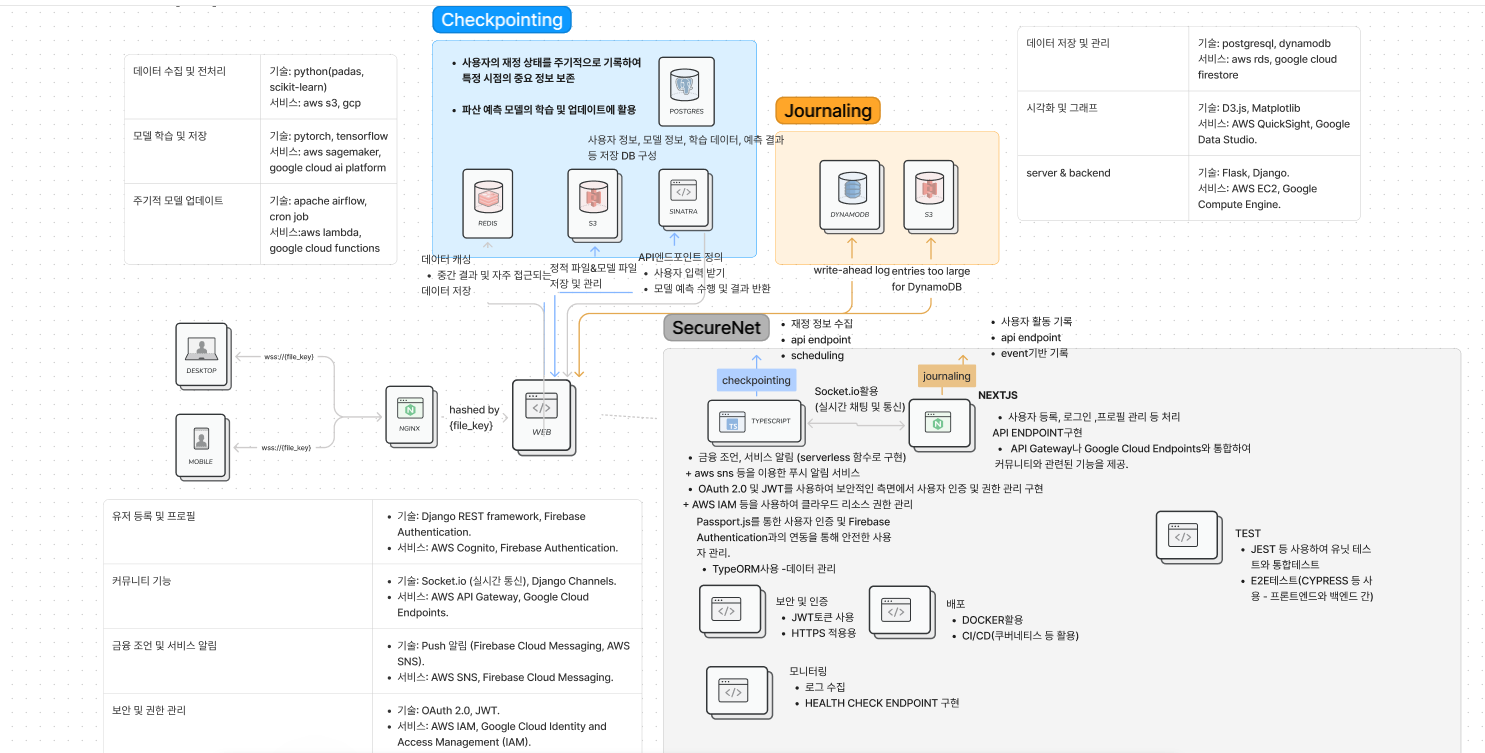 Checkpointing
• 사용자의 재정 상태를 주기적으로 기록하여
특정 시점의 중요 정보 보존
• 파산 예측 모델의 학습 및 업데이트에 활용
POSTGRES
사용자 정보, 모델 정보, 학습 데이터, 예측 결과
등 저장 DB 구성
REDIS
S3
SINATRA
데이터 캐싱
• 중간 결과 및 자주 접근되는
데이터 저장
정적 파일&모델 파일
저장 및 관리
API엔드포인트 정의
• 사용자 입력 받기
• 모델 예측 수행 및 결과 반환
Journaling
DYNAMODB
S3
write-ahead log
entries too large
for DynamoDB
데이터 수집 및 전처리
기술: python(padas,
scikit-learn)
서비스: aws s3, gcp
모델 학습 및 저장
기술: pytorch, tensorflow
서비스: aws sagemaker,
google cloud ai platform
주기적 모델 업데이트
기술: apache airflow,
cron job
서비스:aws lambda,
google cloud functions
데이터 저장 및 관리
기술: postgresql, dynamodb
서비스: aws rds, google cloud
firestore
시각화 및 그래프
기술: D3.js, Matplotlib
서비스: AWS QuickSight, Google
Data Studio.
server & backend
기술: Flask, Django.
서비스: AWS EC2, Google
Compute Engine.
DESKTOP
wss://{file_key}
MOBILE
wss://{file_key}
NGINX
hashed by
{file_key}
WEB
SecureNet
• 재정 정보 수집
• api endpoint
• scheduling
• 사용자 활동 기록
• api endpoint
• event기반 기록
checkpointing
journaling
TYPESCRIPT
Socket.io활용
(실시간 채팅 및 통신)
NEXTJS
• 사용자 등록, 로그인 ,프로필 관리 등 처리
API ENDPOINT구현
• API Gateway나 Google Cloud Endpoints와 통합하여
커뮤니티와 관련된 기능을 제공.
• 금융 조언, 서비스 알림 (serverless 함수로 구현)
+ aws sns 등을 이용한 푸시 알림 서비스
• OAuth 2.0 및 JWT를 사용하여 보안적인 측면에서 사용자 인증 및 권한 관리 구현
+ AWS IAM 등을 사용하여 클라우드 리소스 권한 관리
Passport.js를 통한 사용자 인증 및 Firebase
Authentication과의 연동을 통해 안전한 사용
자 관리.
• TypeORM사용 -데이터 관리
보안 및 인증
• JWT토큰 사용
• HTTPS 적용용
배포
• DOCKER활용
• CI/CD(쿠버네티스 등 활용)
모니터링
• 로그 수집
• HEALTH CHECK ENDPOINT 구현
TEST
• JEST 등 사용하여 유닛 테스
트와 통합테스트
• E2E테스트(CYPRESS 등 사
용 - 프론트엔드와 백엔드 간)
유저 등록 및 프로필
• 기술: Django REST framework, Firebase
Authentication.
• 서비스: AWS Cognito, Firebase Authentication.
커뮤니티 기능
• 기술: Socket.io (실시간 통신), Django Channels.
• 서비스: AWS API Gateway, Google Cloud
Endpoints.
금융 조언 및 서비스 알림
• 기술: Push 알림 (Firebase Cloud Messaging, AWS
SNS).
• 서비스: AWS SNS, Firebase Cloud Messaging.
보안 및 권한 관리
• 기술: OAuth 2.0, JWT.
• 서비스: AWS IAM, Google Cloud Identity and
Access Management (IAM).